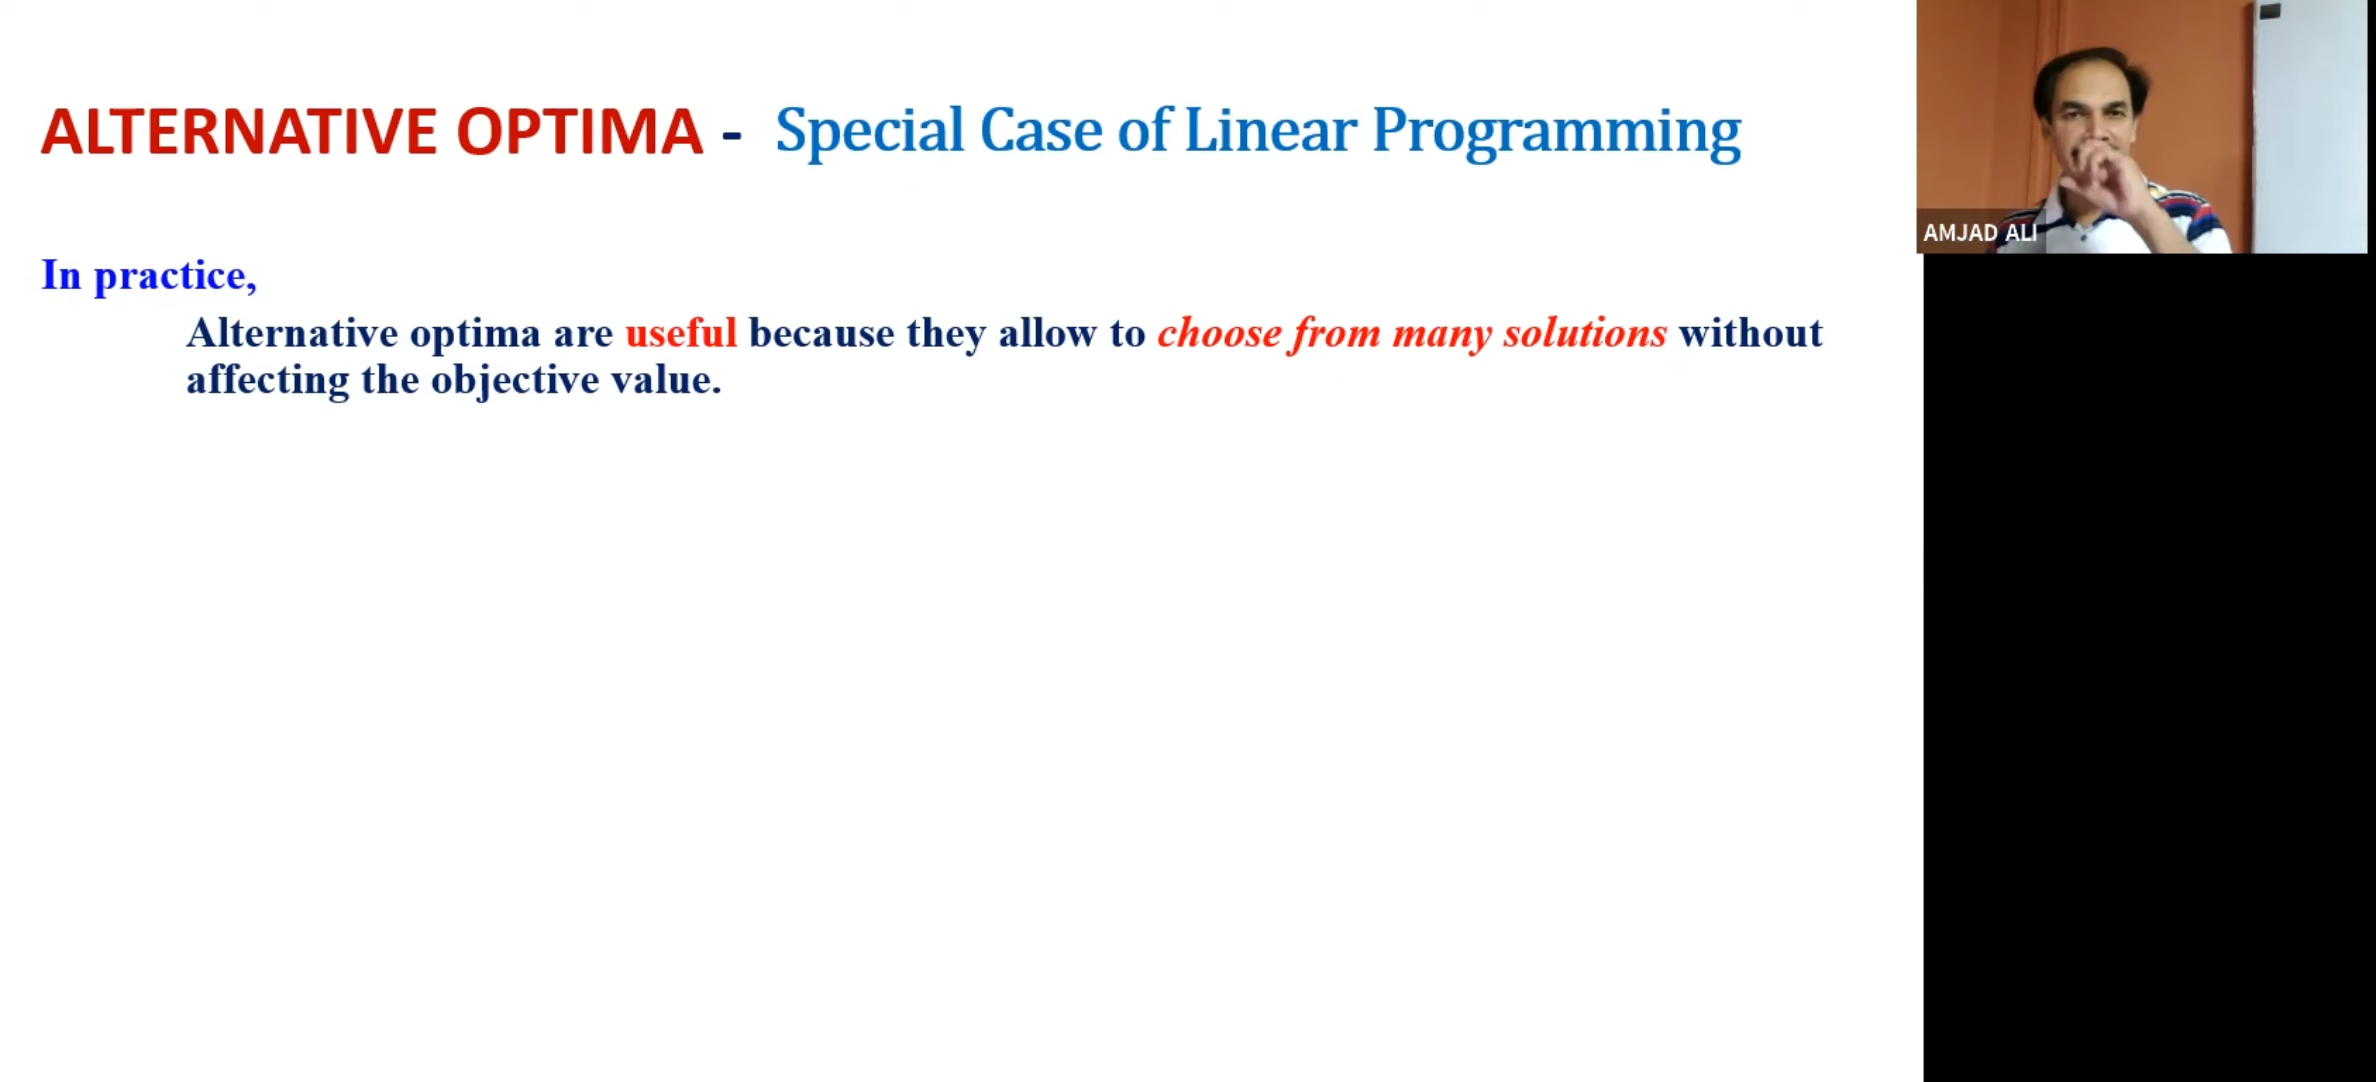 ALTERNATIVE OPTIMA - Special Case of Linear Programming
AMJAD ALI
In practice,
Alternative optima are useful because they allow to choose from many solutions without
affecting the objective value.